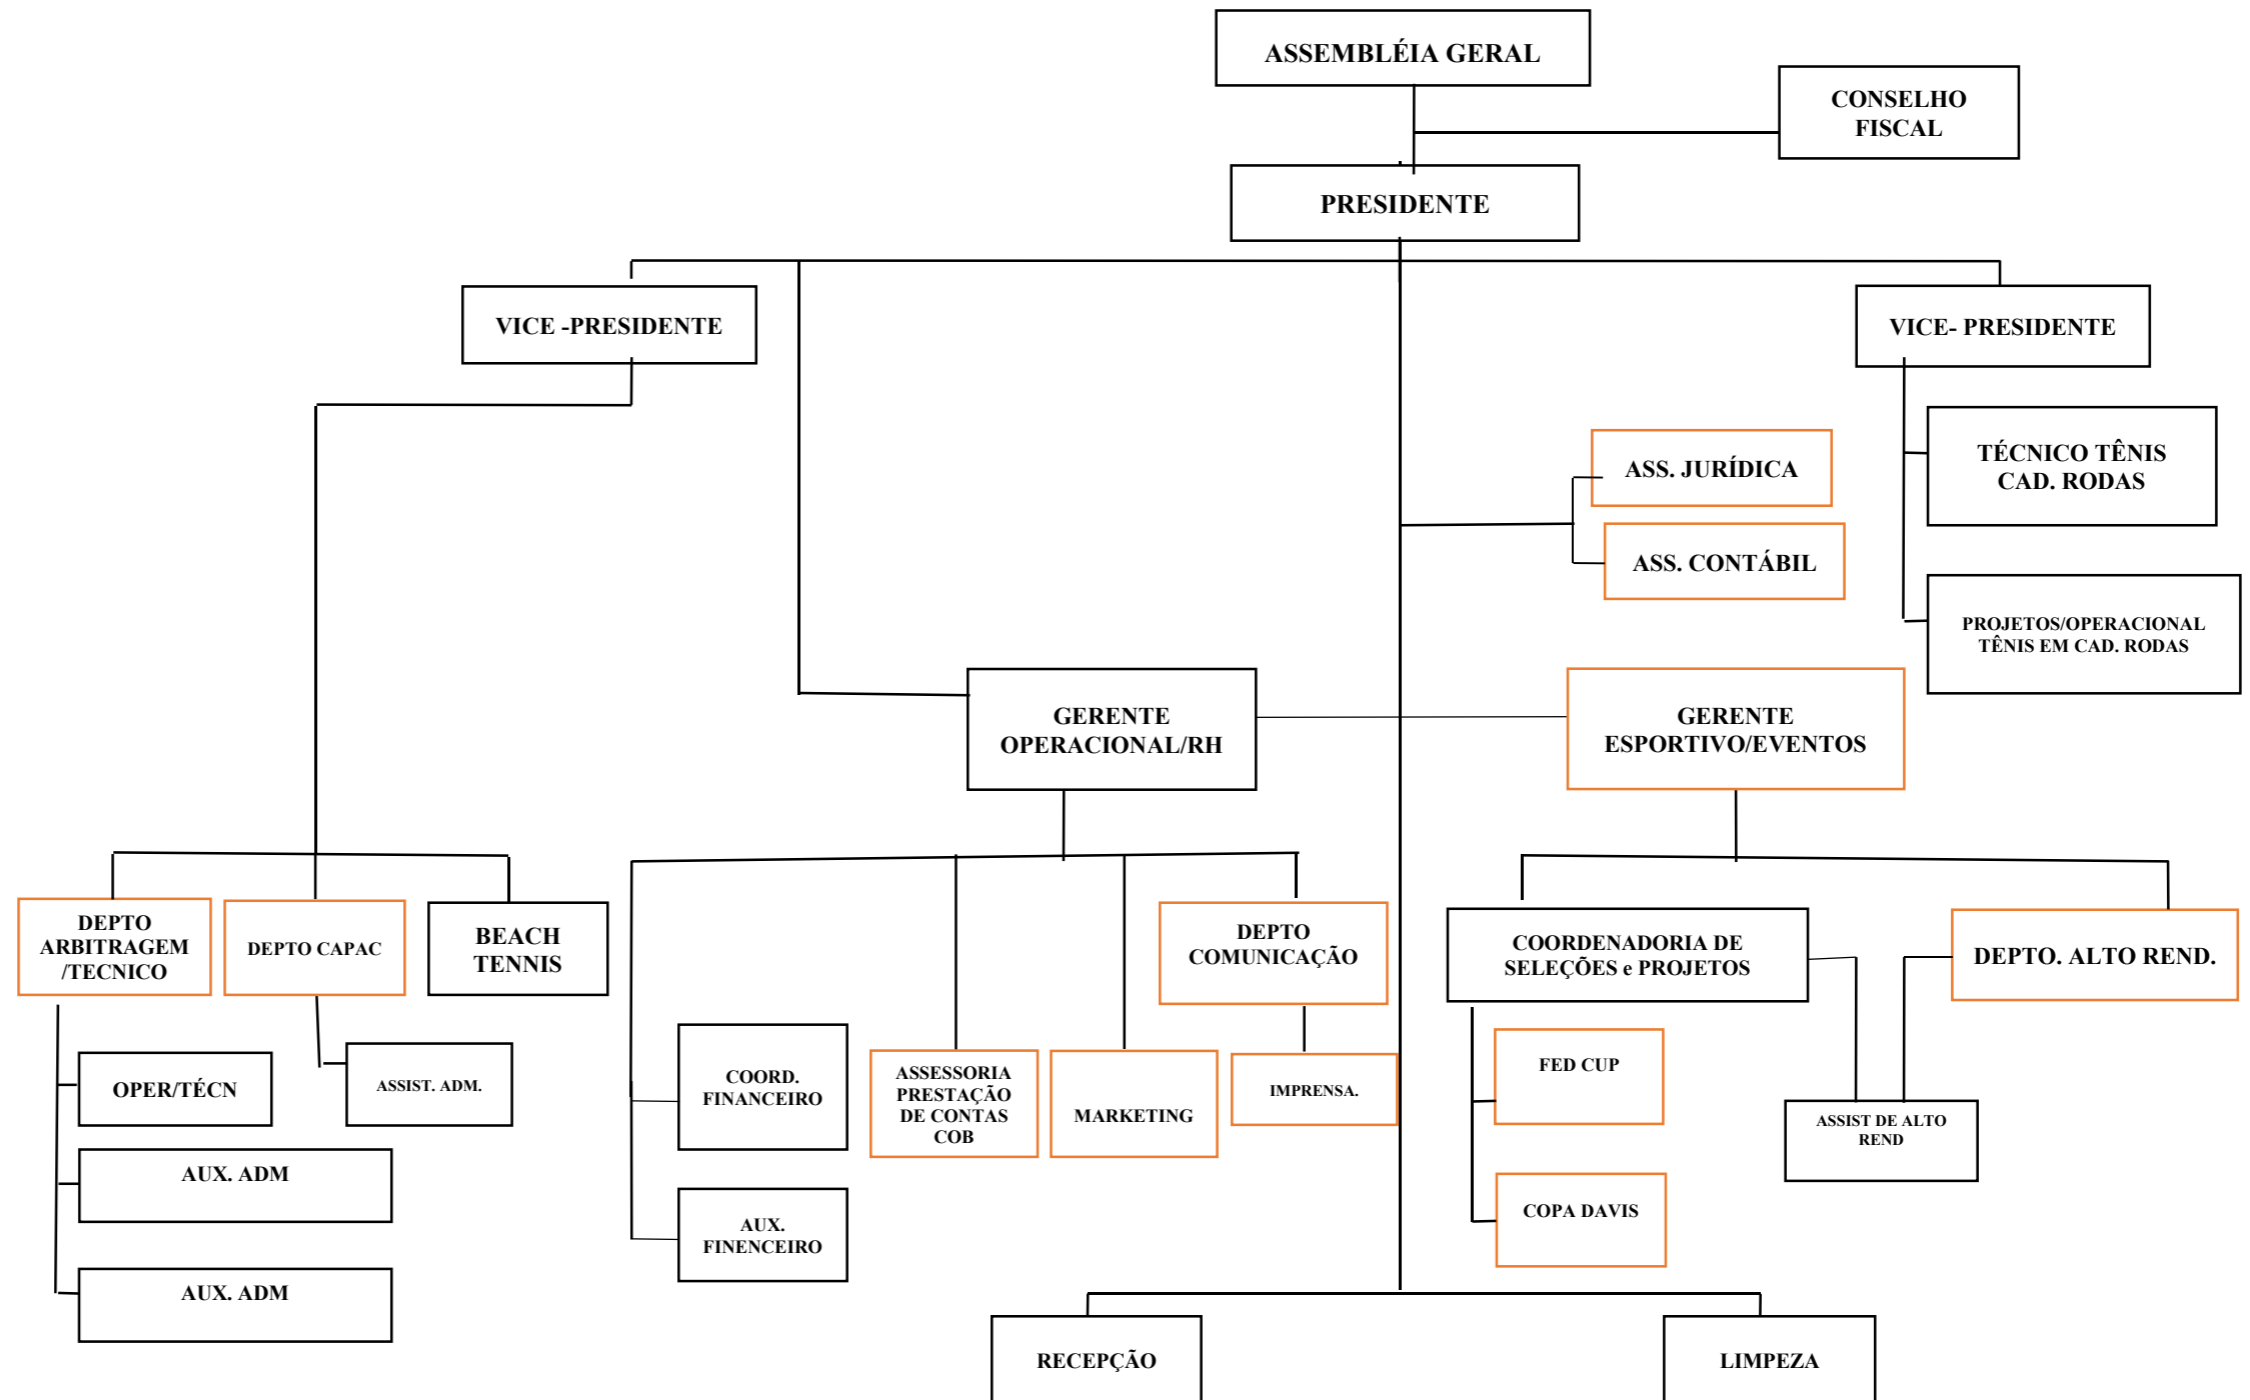 ASSEMBLÉIA GERAL
CONSELHO
FISCAL
PRESIDENTE
VICE -PRESIDENTE
VICE- PRESIDENTE
TÉCNICO TÊNIS
CAD. RODAS
ASS. JURÍDICA
ASS. CONTÁBIL
PROJETOS/OPERACIONAL
TÊNIS EM CAD. RODAS
GERENTE
OPERACIONAL/RH
GERENTE
ESPORTIVO/EVENTOS
DEPTO
ARBITRAGEM
/TECNICO
DEPTO CAPAC
BEACH
TENNIS
DEPTO
COMUNICAÇÃO
COORDENADORIA DE
SELEÇÕES e PROJETOS
DEPTO. ALTO REND.
OPER/TÉCN
ASSIST. ADM.
COORD.
FINANCEIRO
ASSESSORIA
PRESTAÇÃO
DE CONTAS
COB
MARKETING
IMPRENSA.
FED CUP
ASSIST DE ALTO
REND
AUX. ADM
AUX.
FINENCEIRO
COPA DAVIS
AUX. ADM
RECEPÇÃO
LIMPEZA